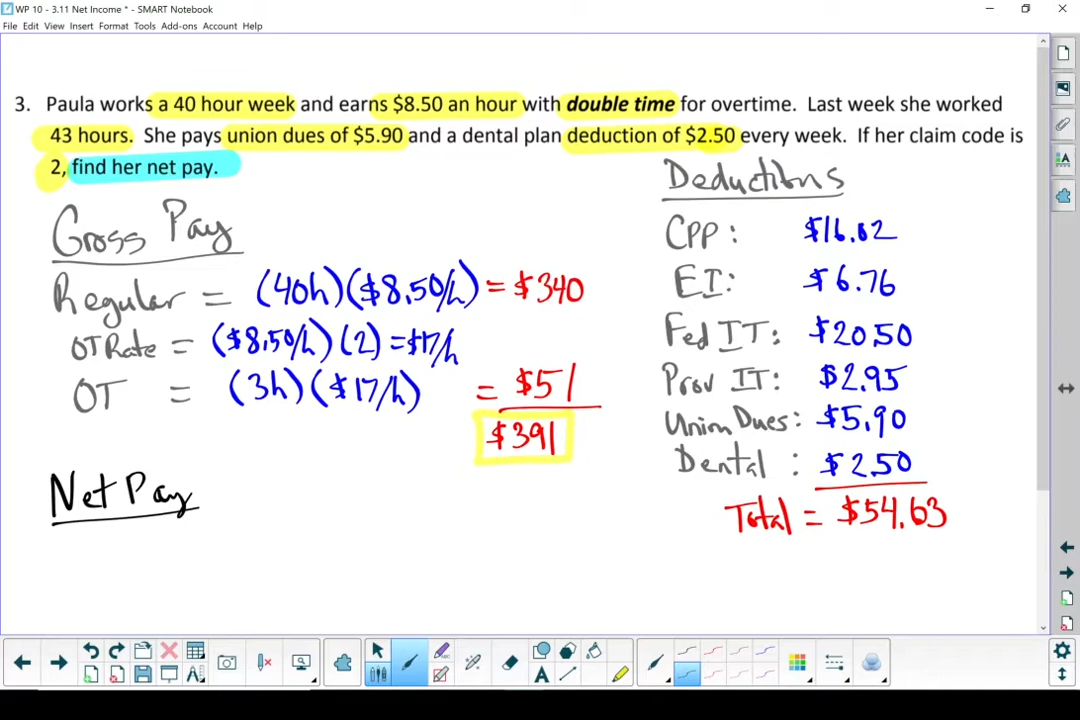 WP 10 - 3.11 Net Income * - SMART Notebook
File Edit View Insert Format Tools Add-ons Account Help
3. Paula works a 40 hour week and earns $8.50 an hour with double time for overtime. Last week she worked
43 hours. She pays union dues of $5.90 and a dental plan deduction of $2.50 every week. If her claim code is
2, find her net pay.
Gross Pay
Regular = (40h)($8.50/h) = $340
OT Rate = ($8.50/h)(2) = $17/h
OT = (3h)($17/h) = $51
$391
Net Pay
Deductions
CPP: $16.02
EI: $6.76
Fed IT: $20.50
Prov IT: $2.95
Union Dues: $5.90
Dental : $2.50
Total = $54.63